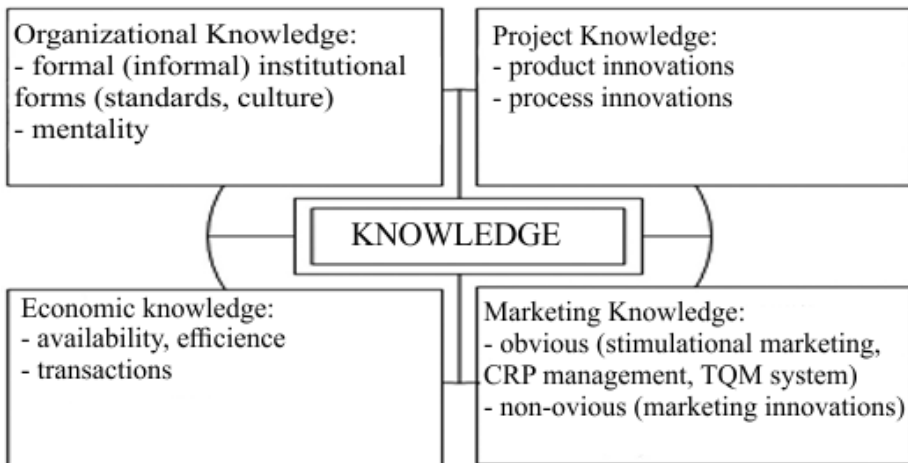 Organizational Knowledge:
- formal (informal) institutional
forms (standards, culture)
- mentality
Project Knowledge:
- product innovations
- process innovations
KNOWLEDGE
Economic knowledge:
- availability, efficience
- transactions
Marketing Knowledge:
- obvious (stimulational marketing,
CRP management, TQM system)
- non-ovious (marketing innovations)